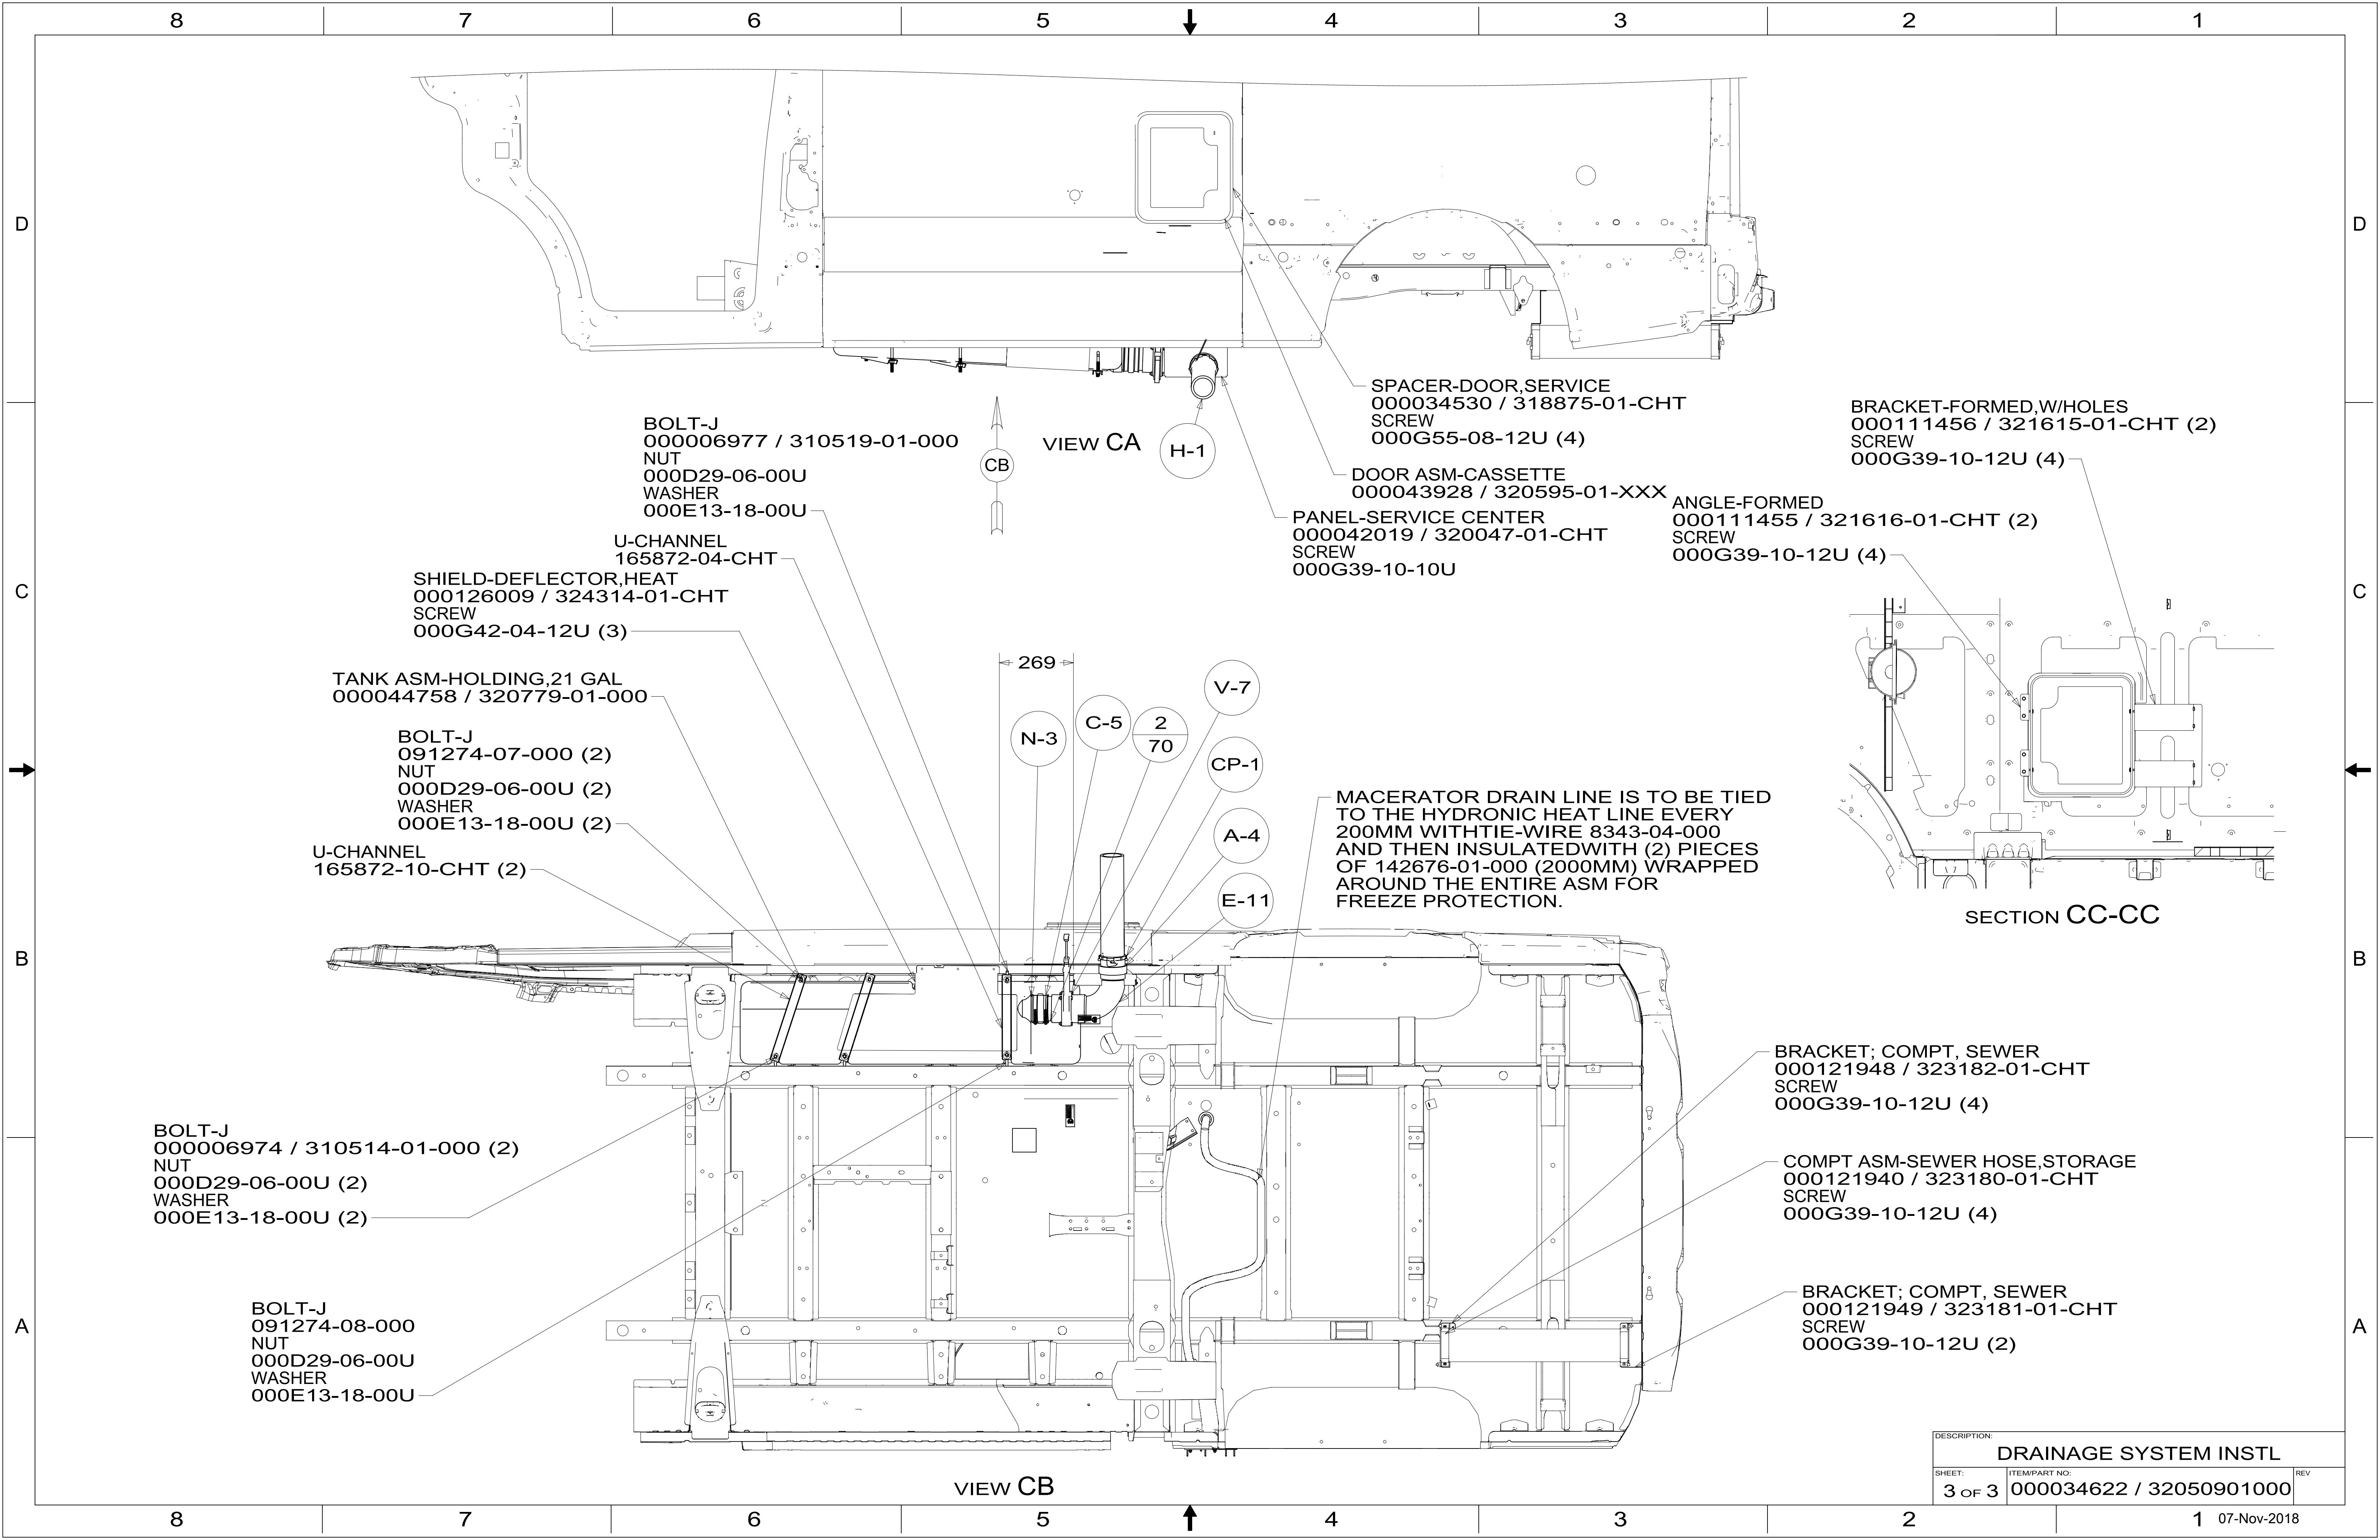 8 7 6 5 4 3 2 1
D
D
SPACER-DOOR,SERVICE
000034530 / 318875-01-CHT
SCREW
000G55-08-12U (4)
BOLT-J
000006977 / 310519-01-000
NUT
000D29-06-00U
WASHER
000E13-18-00U
CB
VIEW CA
H-1
DOOR ASM-CASSETTE
000043928 / 320595-01-XXX
PANEL-SERVICE CENTER
000042019 / 320047-01-CHT
SCREW
000G39-10-10U
BRACKET-FORMED,W/HOLES
000111456 / 321615-01-CHT (2)
SCREW
000G39-10-12U (4)
ANGLE-FORMED
000111455 / 321616-01-CHT (2)
SCREW
000G39-10-12U (4)
U-CHANNEL
165872-04-CHT
C
C
SHIELD-DEFLECTOR,HEAT
000126009 / 324314-01-CHT
SCREW
000G42-04-12U (3)
TANK ASM-HOLDING,21 GAL
000044758 / 320779-01-000
269
N-3
C-5
2
70
V-7
CP-1
A-4
E-11
BOLT-J
091274-07-000 (2)
NUT
000D29-06-00U (2)
WASHER
000E13-18-00U (2)
U-CHANNEL
165872-10-CHT (2)
MACERATOR DRAIN LINE IS TO BE TIED
TO THE HYDRONIC HEAT LINE EVERY
200MM WITHTIE-WIRE 8343-04-000
AND THEN INSULATEDWITH (2) PIECES
OF 142676-01-000 (2000MM) WRAPPED
AROUND THE ENTIRE ASM FOR
FREEZE PROTECTION.
SECTION CC-CC
B
B
BRACKET; COMPT, SEWER
000121948 / 323182-01-CHT
SCREW
000G39-10-12U (4)
BOLT-J
000006974 / 310514-01-000 (2)
NUT
000D29-06-00U (2)
WASHER
000E13-18-00U (2)
COMPT ASM-SEWER HOSE,STORAGE
000121940 / 323180-01-CHT
SCREW
000G39-10-12U (4)
BRACKET; COMPT, SEWER
000121949 / 323181-01-CHT
SCREW
000G39-10-12U (2)
A
A
BOLT-J
091274-08-000
NUT
000D29-06-00U
WASHER
000E13-18-00U
VIEW CB
DESCRIPTION:
DRAINAGE SYSTEM INSTL
SHEET: ITEM/PART NO: REV
3 OF 3 000034622 / 32050901000
8 7 6 5 4 3 2 1
07-Nov-2018